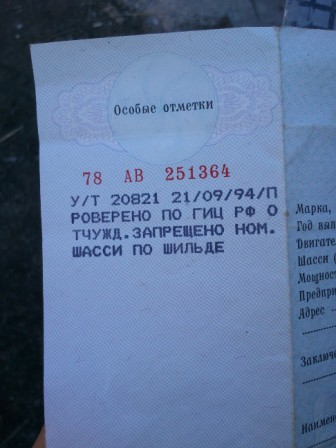 Особые отметки
78 АВ 251364
У/Т 20821 21/09/94/П
РОВЕРЕНО ПО ГИЦ РФ О
ТЧУЖД.ЗАПРЕЩЕНО НОМ.
ШАССИ ПО ШИЛЬДЕ
Марка,
Год вып
Двигате
Шасси (
Мощнос
Предпри
Адрес
Заключе
Наимен